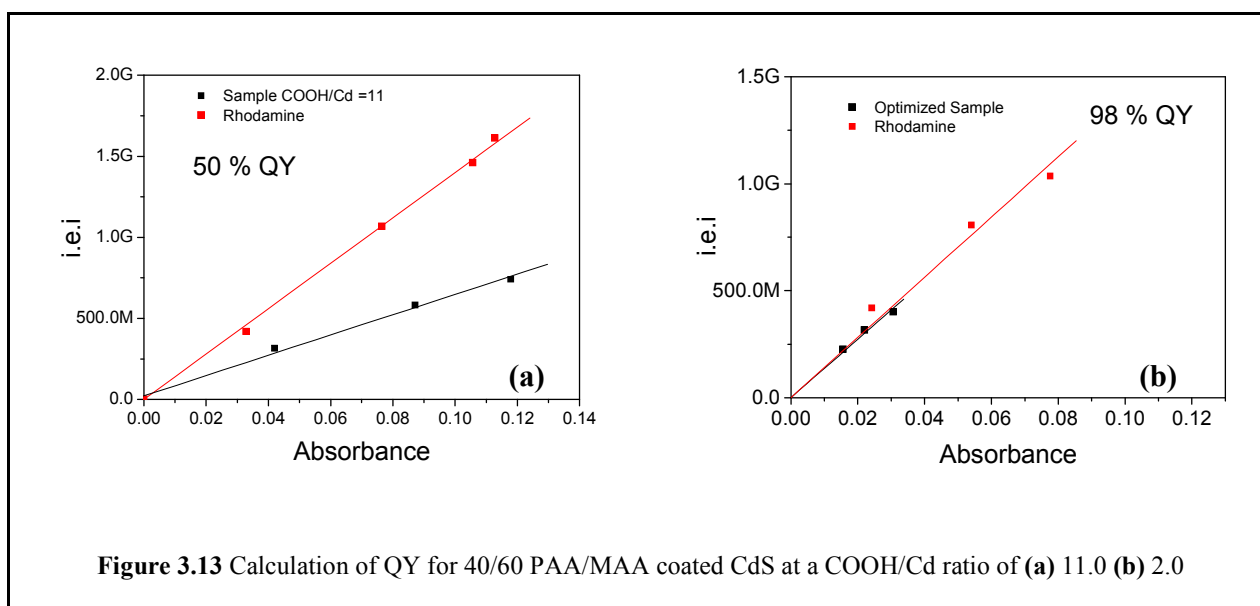 2.0G
1.5G
1.0G
500.0M
0.0
i.e.i
Sample COOH/Cd =11
Rhodamine
50 % QY
(a)
0.00 0.02 0.04 0.06 0.08 0.10 0.12 0.14
Absorbance
1.5G
1.0G
500.0M
0.0
i.e.i
Optimized Sample
Rhodamine
98 % QY
(b)
0.00 0.02 0.04 0.06 0.08 0.10 0.12
Absorbance
Figure 3.13 Calculation of QY for 40/60 PAA/MAA coated CdS at a COOH/Cd ratio of (a) 11.0 (b) 2.0